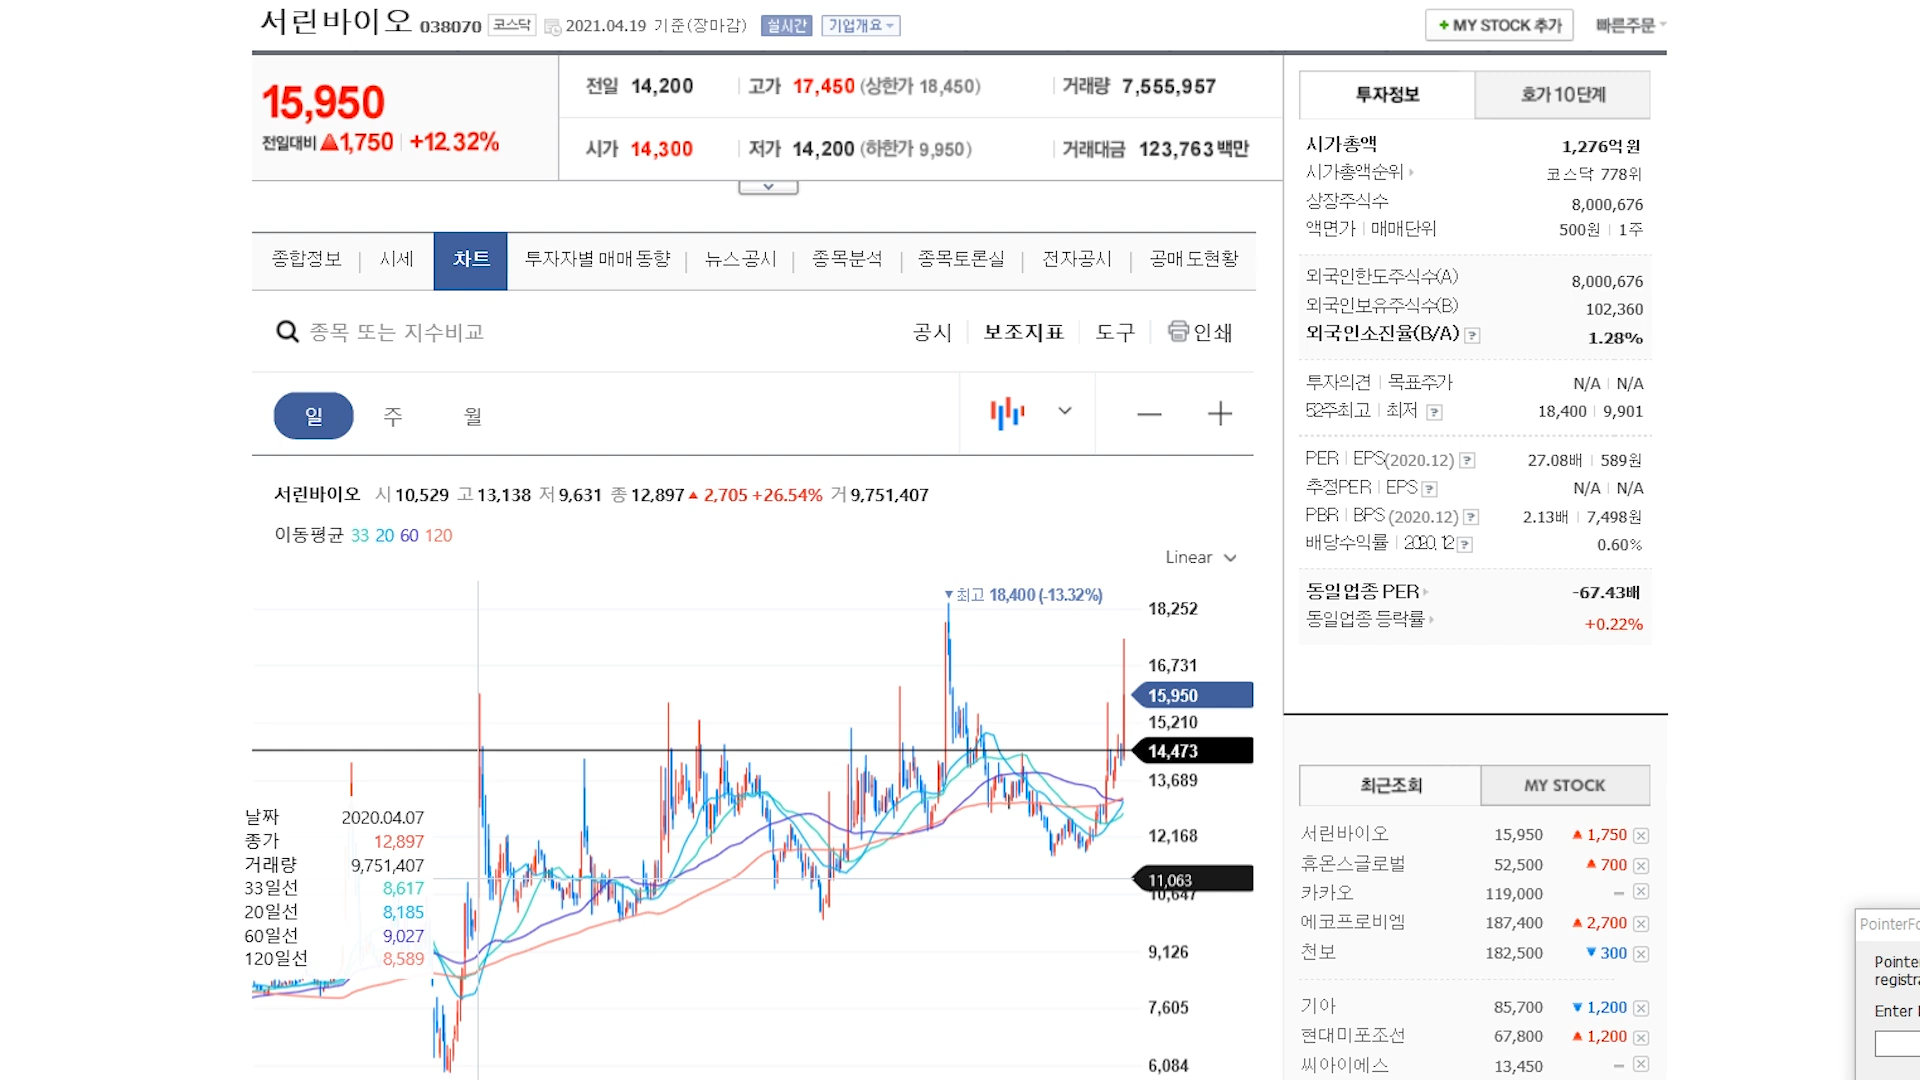 서린바이오 038070 코스닥 2021.04.19 기준(장마감) 실시간 기업개요
+ MY STOCK 추가 빠른주문
15,950
전일대비 ▲1,750 +12.32%
전일 14,200 고가 17,450 (상한가 18,450) 거래량 7,555,957
시가 14,300 저가 14,200 (하한가 9,950) 거래대금 123,763 백만
종합정보 시세 차트 투자자별 매매동향 뉴스공시 종목분석 종목토론실 전자공시 공매도현황
종목 또는 지수비교 공시 보조지표 도구 인쇄
일 주 월
서린바이오 시 10,529 고 13,138 저 9,631 종 12,897 ▲ 2,705 +26.54% 거 9,751,407
이동평균 33 20 60 120
Linear
▼최고 18,400 (-13.32%)
18,252
16,731
15,950
15,210
14,473
13,689
12,168
11,063
10,647
9,126
7,605
6,084
날짜 2020.04.07
종가 12,897
거래량 9,751,407
33일선 8,617
20일선 8,185
60일선 9,027
120일선 8,589
투자정보 호가 10단계
시가총액 1,276억원
시가총액순위 코스닥 778위
상장주식수 8,000,676
액면가 매매단위 500원 1주
외국인한도주식수(A) 8,000,676
외국인보유주식수(B) 102,360
외국인소진율(B/A) ? 1.28%
투자의견 목표주가 N/A N/A
52주최고 최저 ? 18,400 9,901
PER EPS(2020.12) ? 27.08배 589원
추정PER EPS ? N/A N/A
PBR BPS (2020.12) ? 2.13배 7,498원
배당수익률 2020.12 ? 0.60%
동일업종 PER -67.43배
동일업종 등락률 +0.22%
최근조회 MY STOCK
서린바이오 15,950 ▲ 1,750
휴온스글로벌 52,500 ▲ 700
카카오 119,000 –
에코프로비엠 187,400 ▲ 2,700
천보 182,500 ▼ 300
기아 85,700 ▼ 1,200
현대미포조선 67,800 ▲ 1,200
씨아이에스 13,450 –
PointerFo
Pointer
registra
Enter